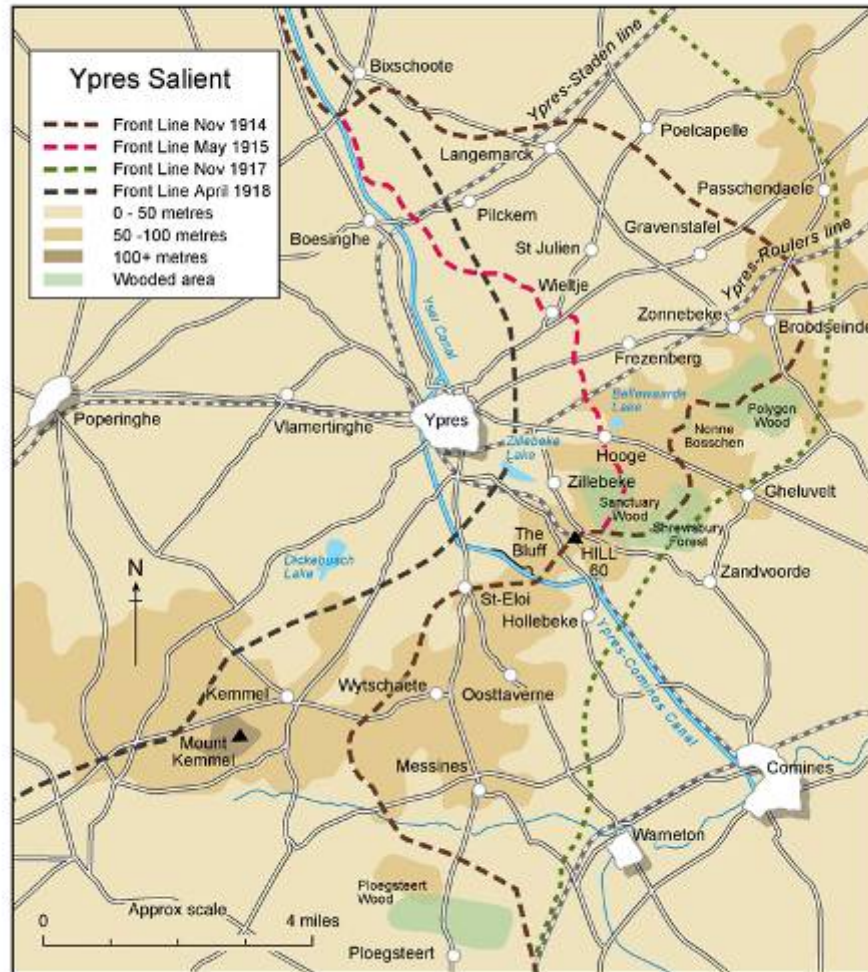 Ypres Salient
Front Line Nov 1914
Front Line May 1915
Front Line Nov 1917
Front Line April 1918
0 - 50 metres
50 -100 metres
100+ metres
Wooded area
Bixschoote
Ypres-Staden line
Poelcapelle
Langemarck
Passchendaele
Pilckem
Gravenstafel
Boesinghe
St Julien
Ypres-Roulers line
Wieltje
Yser Canal
Zonnebeke
Broodseinde
Frezenberg
Bellewaarde
Lake
Polygon
Wood
Poperinghe
Vlamertinghe
Ypres
Nonne
Bosschen
Zillebeke
Lake
Hooge
Zillebeke
Gheluvelt
Sanctuary
Wood
Shrewsbury
Forest
The
Bluff
HILL
60
Dickebusch
Lake
N
Zandvoorde
St-Eloi
Hollebeke
Ypres-Comines Canal
Kemmel
Wytschaete
Oosttaverne
Mount
Kemmel
Messines
Comines
Warneton
Ploegsteert
Wood
Approx scale
0
4 miles
Ploegsteert